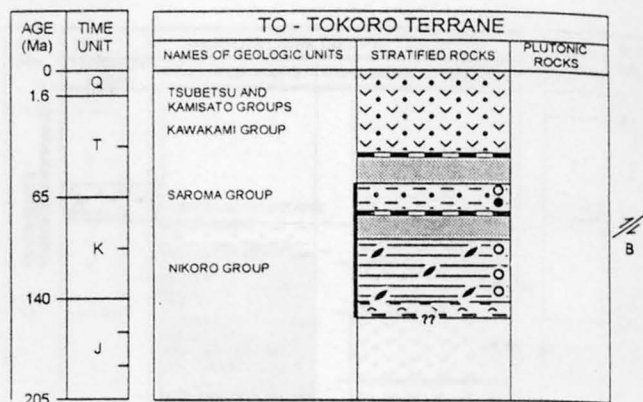 TO - TOKORO TERRANE
AGE (Ma)
TIME UNIT
NAMES OF GEOLOGIC UNITS
STRATIFIED ROCKS
PLUTONIC ROCKS
0
Q
1.6
TSUBETSU AND
KAMISATO GROUPS
KAWAKAMI GROUP
T
65
SAROMA GROUP
K
B
NIKORO GROUP
140
??
J
205